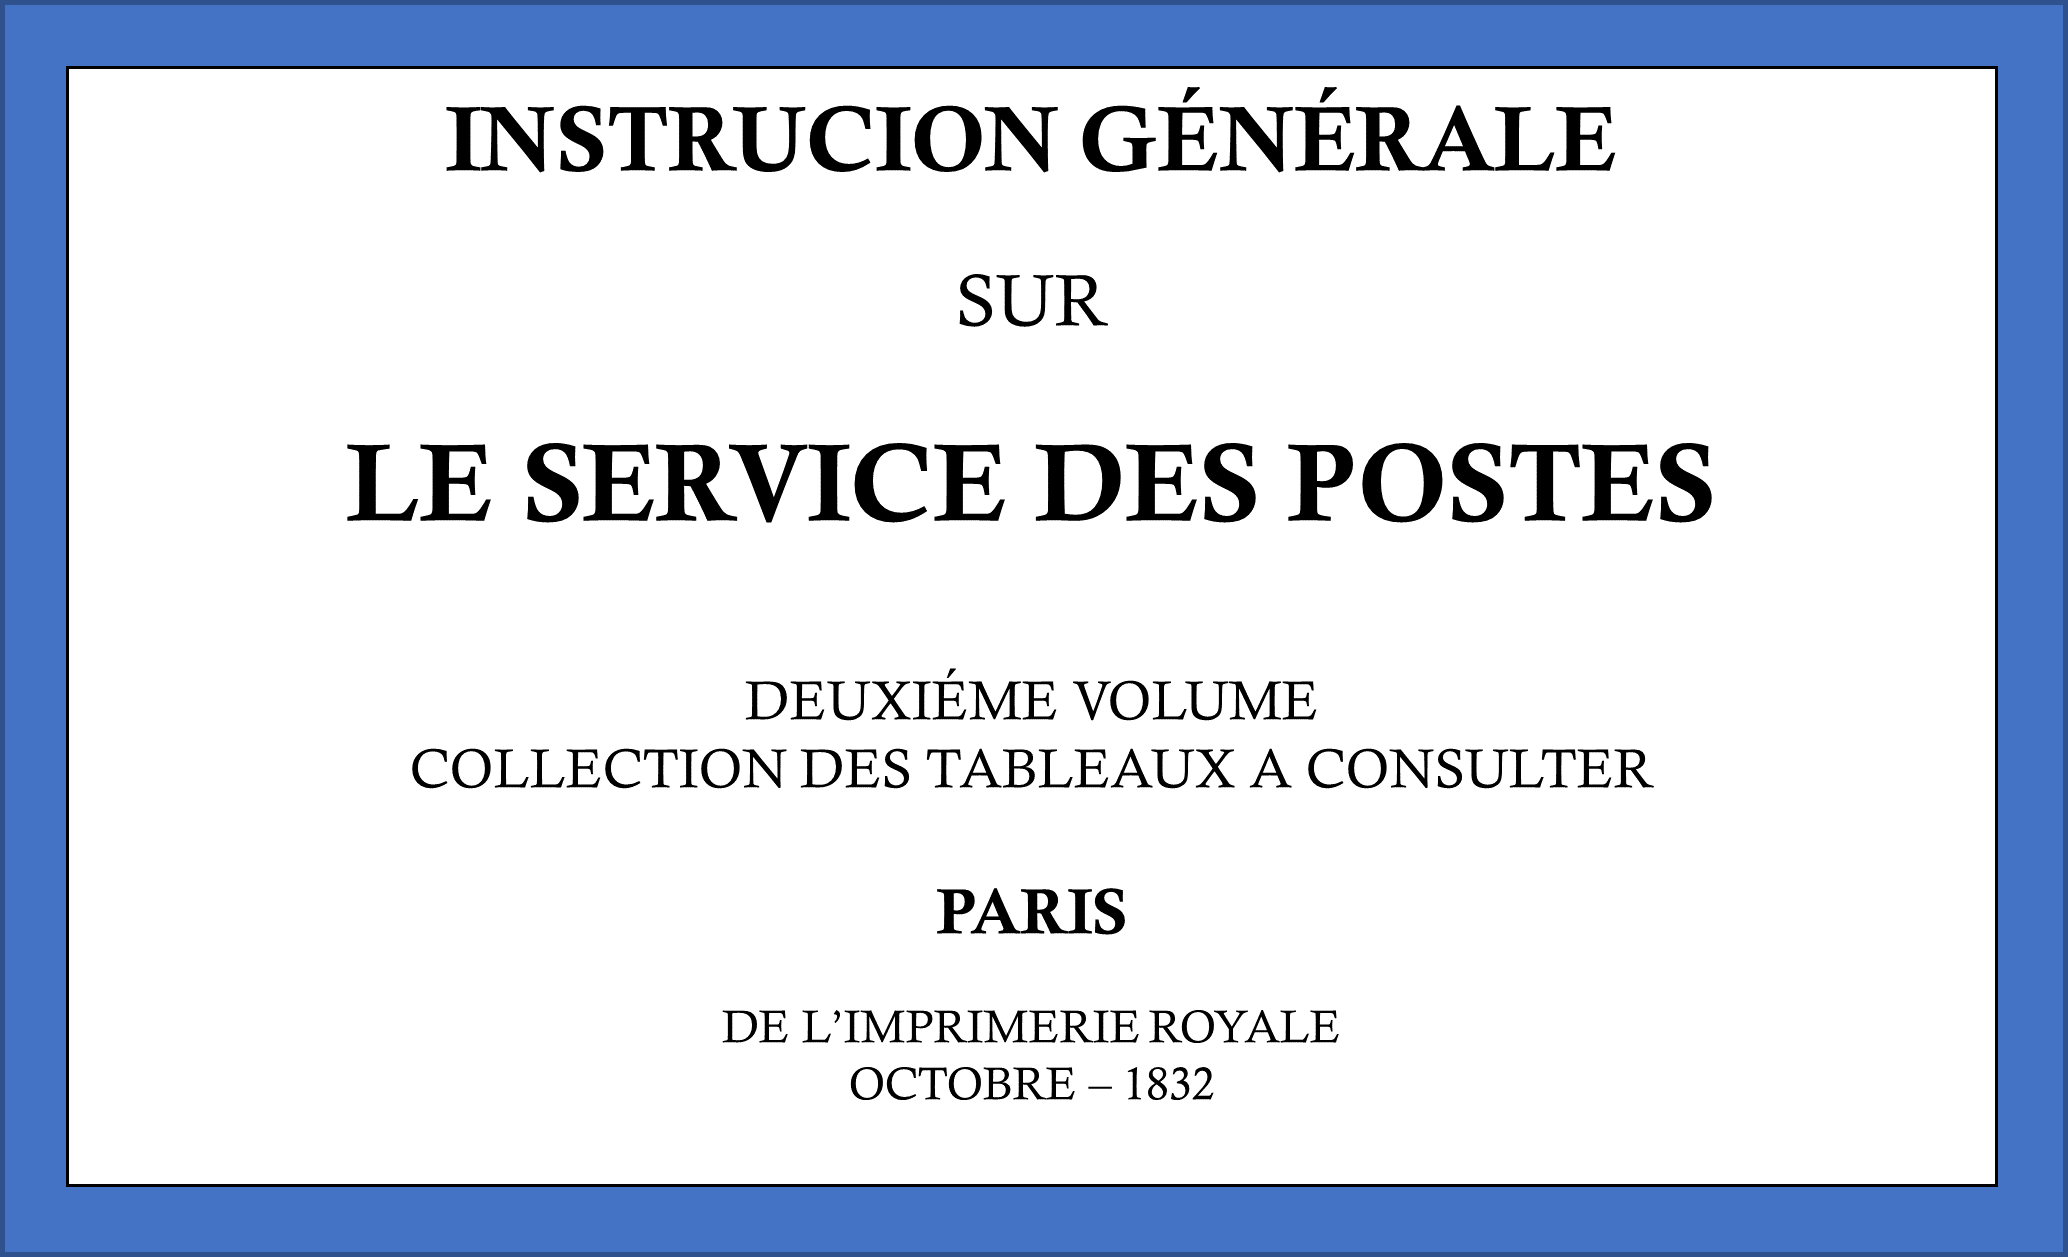 INSTRUCION GÉNÉRALE
SUR
LE SERVICE DES POSTES
DEUXIÉME VOLUME
COLLECTION DES TABLEAUX A CONSULTER
PARIS
DE L’IMPRIMERIE ROYALE
OCTOBRE – 1832